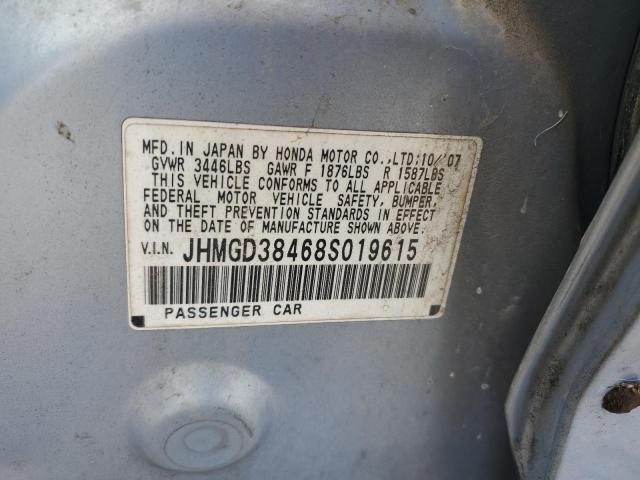 MFD. IN JAPAN BY HONDA MOTOR CO., LTD: 10/'07
GVWR 3446LBS GAWR F 1876LBS R 1587LBS
THIS VEHICLE CONFORMS TO ALL APPLICABLE
FEDERAL MOTOR VEHICLE SAFETY, BUMPER,
AND THEFT PREVENTION STANDARDS IN EFFECT
ON THE DATE OF MANUFACTURE SHOWN ABOVE.
V.I.N. JHMGD38468S019615
PASSENGER CAR